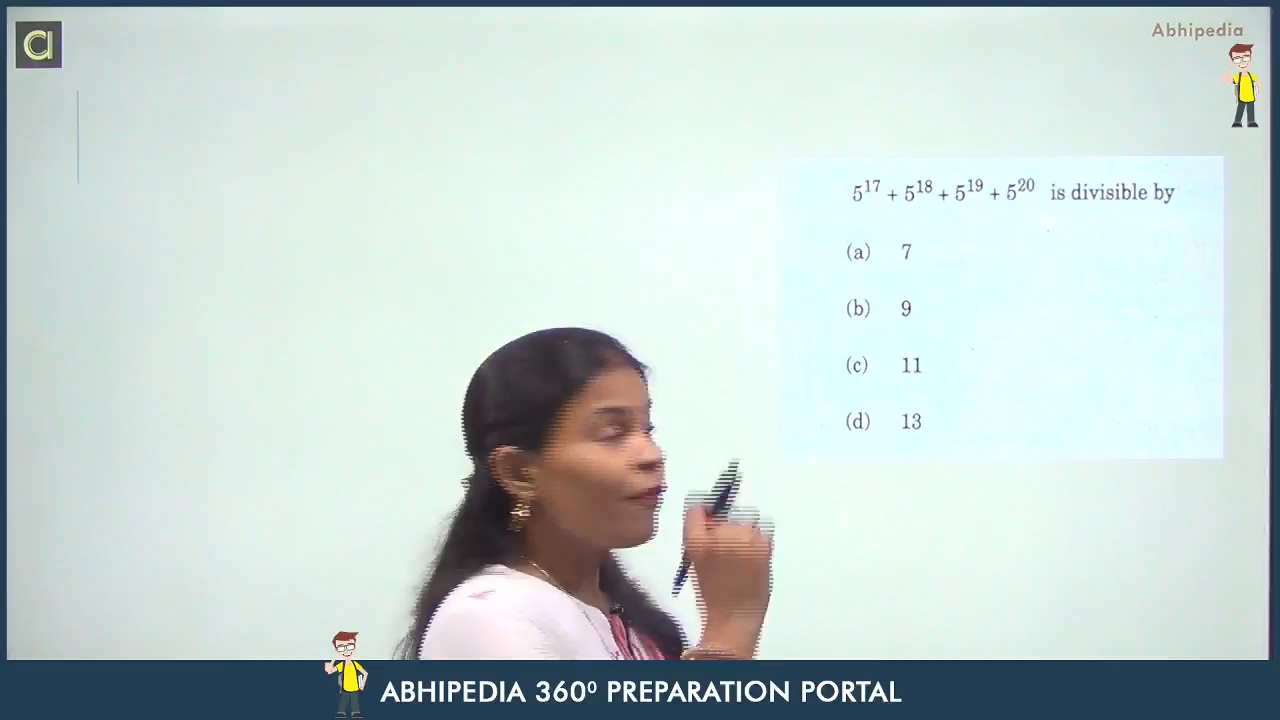 Abhipedia
5^17 + 5^18 + 5^19 + 5^20 is divisible by
(a) 7
(b) 9
(c) 11
(d) 13
ABHIPEDIA 360⁰ PREPARATION PORTAL